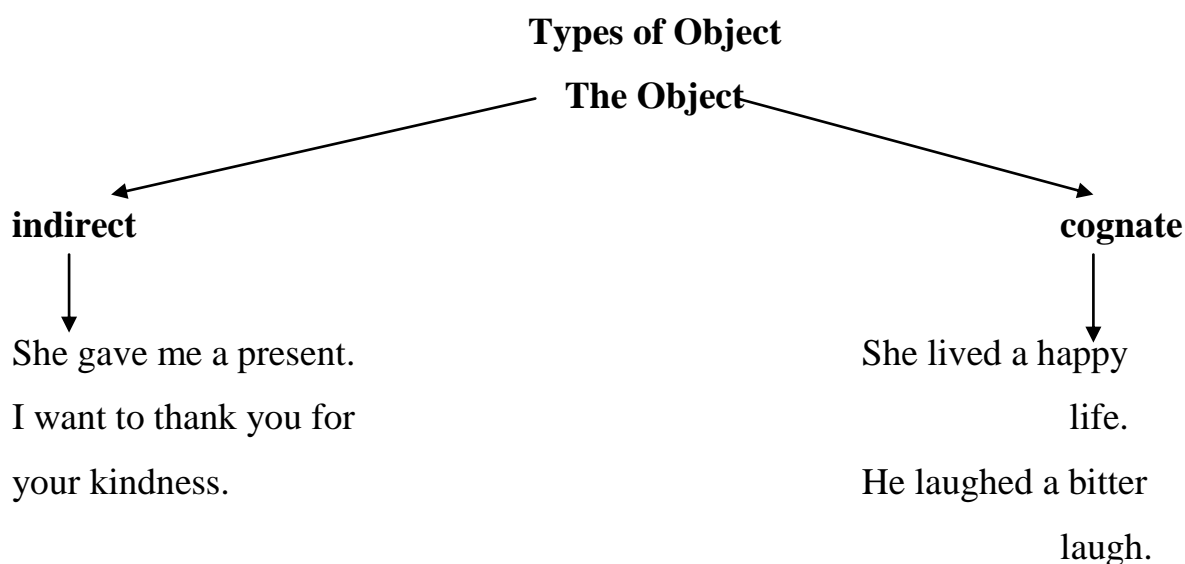 Types of Object
The Object
indirect
cognate
She gave me a present.
I want to thank you for
your kindness.
She lived a happy
life.
He laughed a bitter
laugh.